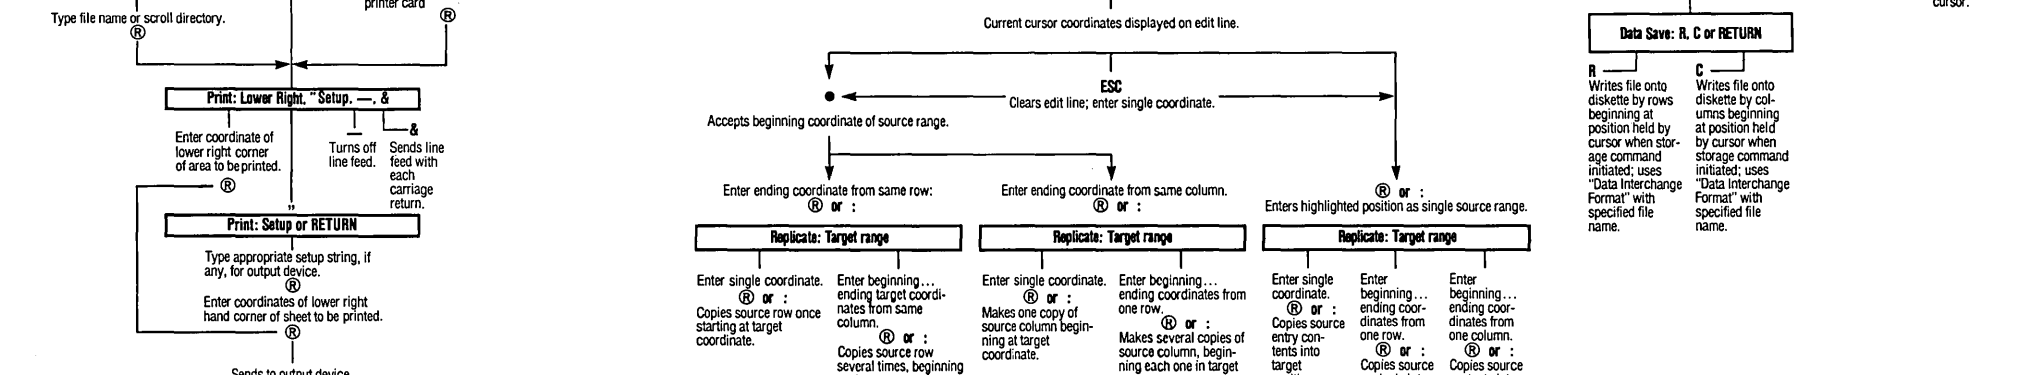 printer card
Type file name or scroll directory.
Ⓡ
Ⓡ
Print: Lower Right, "Setup, —, &
Enter coordinate of
lower right corner
of area to be printed.
Ⓡ
—
Turns off
line feed.
&
Sends line
feed with
each
carriage
return.
"
Print: Setup or RETURN
Type appropriate setup string, if
any, for output device.
Ⓡ
Enter coordinates of lower right
hand corner of sheet to be printed.
Ⓡ
Sends to output device
Current cursor coordinates displayed on edit line.
ESC
Clears edit line; enter single coordinate.
Accepts beginning coordinate of source range.
Enter ending coordinate from same row:
Ⓡ or :
Replicate: Target range
Enter single coordinate.
Ⓡ or :
Copies source row once
starting at target
coordinate.
Enter beginning...
ending target coordi-
nates from same
column.
Ⓡ or :
Copies source row
several times, beginning
Enter ending coordinate from same column.
Ⓡ or :
Replicate: Target range
Enter single coordinate.
Ⓡ or :
Makes one copy of
source column begin-
ning at target
coordinate.
Enter beginning...
ending coordinates from
one row.
Ⓡ or :
Makes several copies of
source column, begin-
ning each one in target
Ⓡ or :
Enters highlighted position as single source range.
Replicate: Target range
Enter single
coordinate.
Ⓡ or :
Copies source
entry con-
tents into
target
Enter
beginning...
ending coor-
dinates from
one row.
Ⓡ or :
Copies source
Enter
beginning...
ending coor-
dinates from
one column.
Ⓡ or :
Copies source
cursor.
Data Save: R, C or RETURN
R
Writes file onto
diskette by rows
beginning at
position held by
cursor when stor-
age command
initiated; uses
"Data Interchange
Format" with
specified file
name.
C
Writes file onto
diskette by col-
umns beginning
at position held
by cursor when
storage command
initiated; uses
"Data Interchange
Format" with
specified file
name.